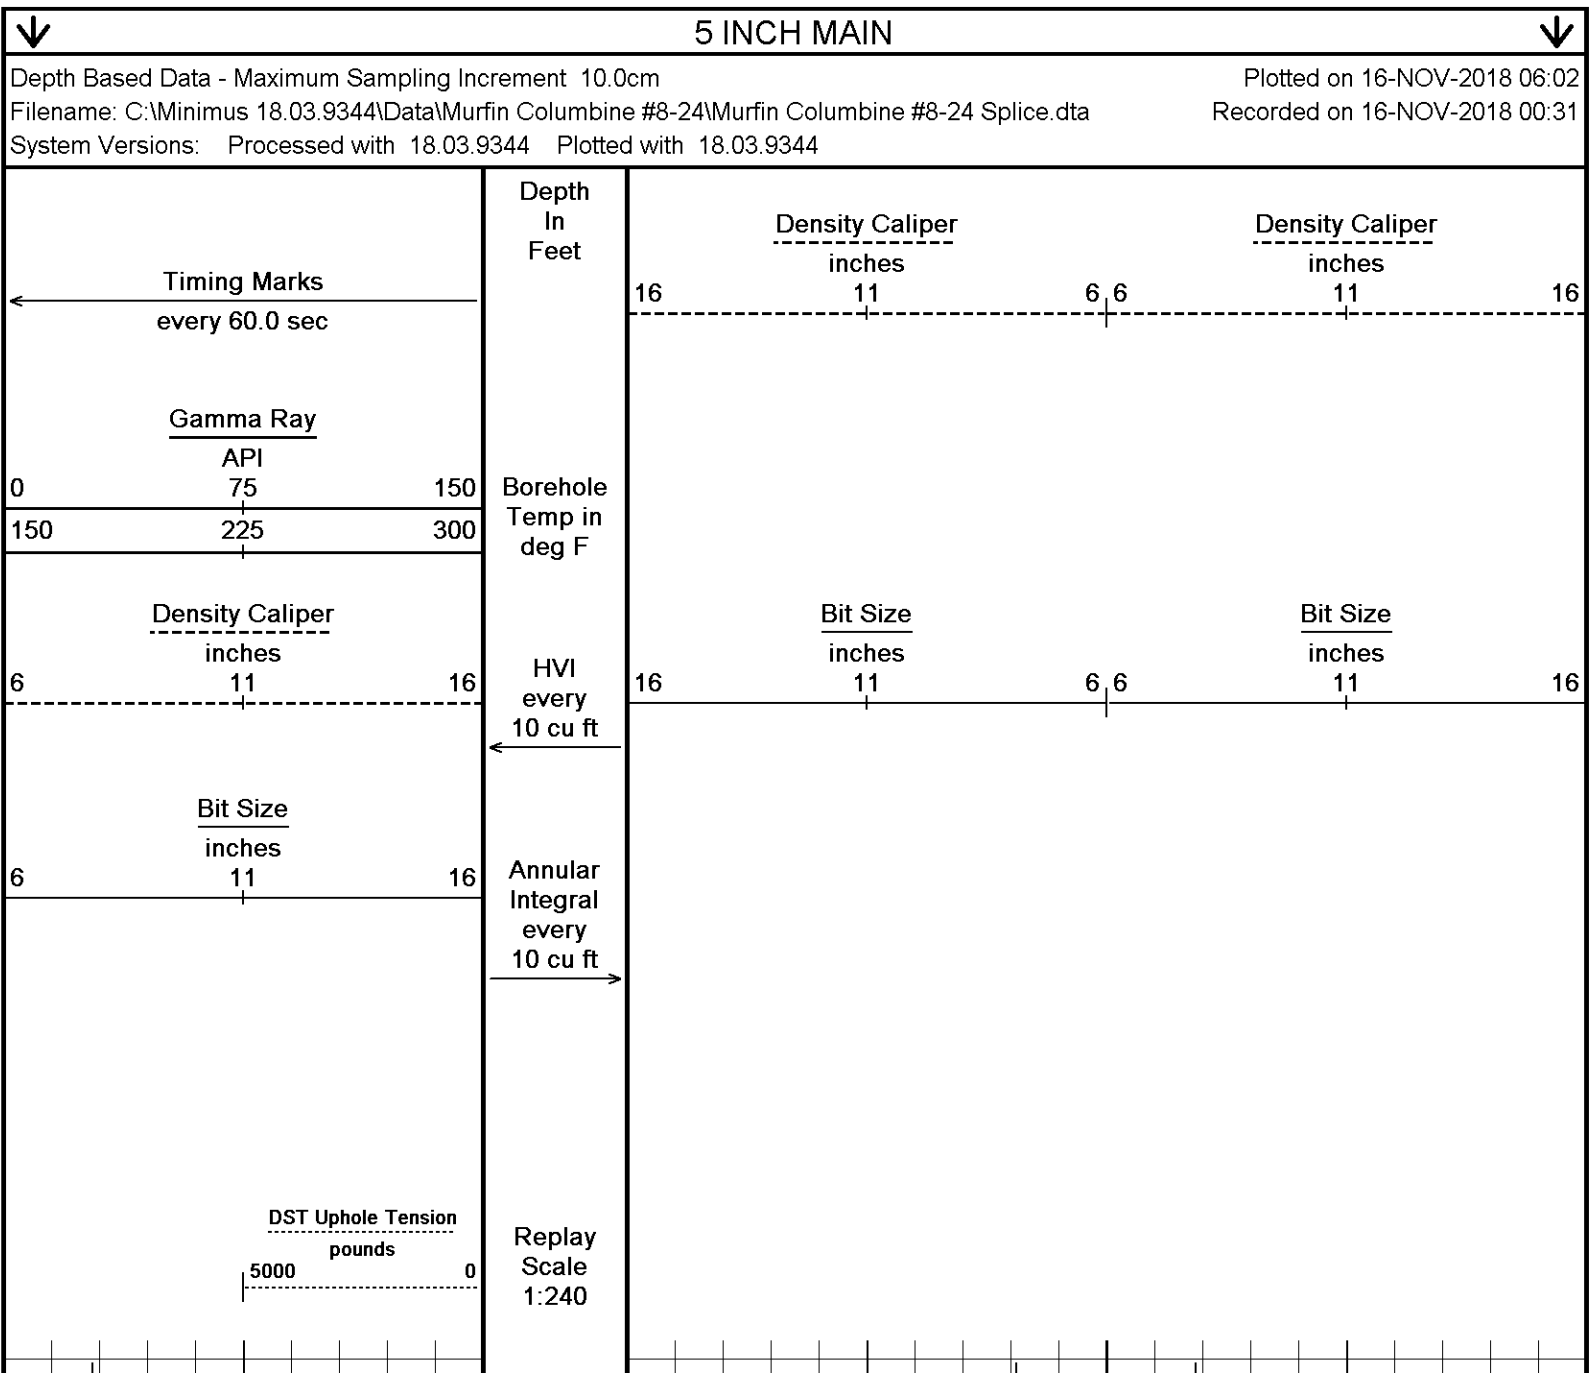 5 INCH MAIN
Depth Based Data - Maximum Sampling Increment 10.0cm
Plotted on 16-NOV-2018 06:02
Filename: C:\Minimus 18.03.9344\Data\Murfin Columbine #8-24\Murfin Columbine #8-24 Splice.dta
Recorded on 16-NOV-2018 00:31
System Versions: Processed with 18.03.9344 Plotted with 18.03.9344
Timing Marks
every 60.0 sec
Gamma Ray
API
0 75 150
150 225 300
Density Caliper
inches
6 11 16
Bit Size
inches
6 11 16
DST Uphole Tension
pounds
5000 0
Depth
In
Feet
Borehole
Temp in
deg F
HVI
every
10 cu ft
Annular
Integral
every
10 cu ft
Replay
Scale
1:240
Density Caliper
inches
16 11 6
Density Caliper
inches
6 11 16
Bit Size
inches
16 11 6
Bit Size
inches
6 11 16